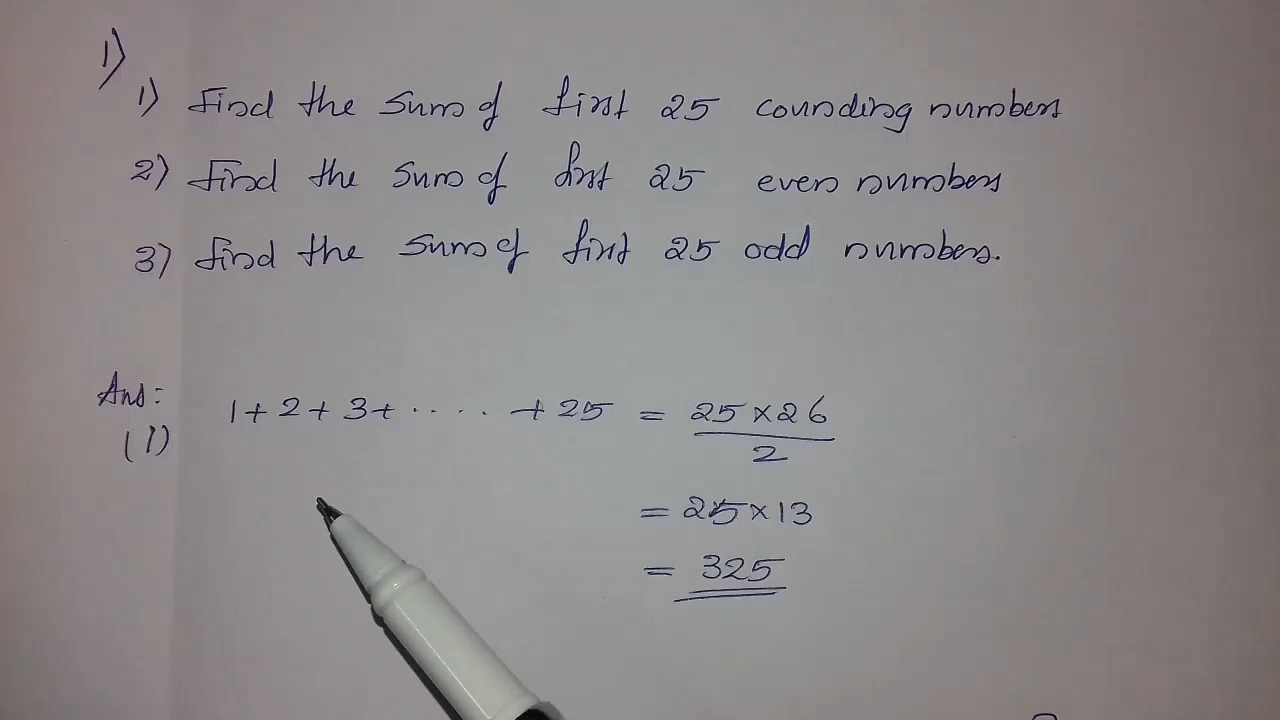 1)
1) Find the Sum of first 25 counding numbers
2) Find the Sum of first 25 even numbers
3) find the Sum of first 25 odd numbers.
Ans:
(1) 1 + 2 + 3 + ..... + 25 = 25 × 26
2
= 25 × 13
= 325